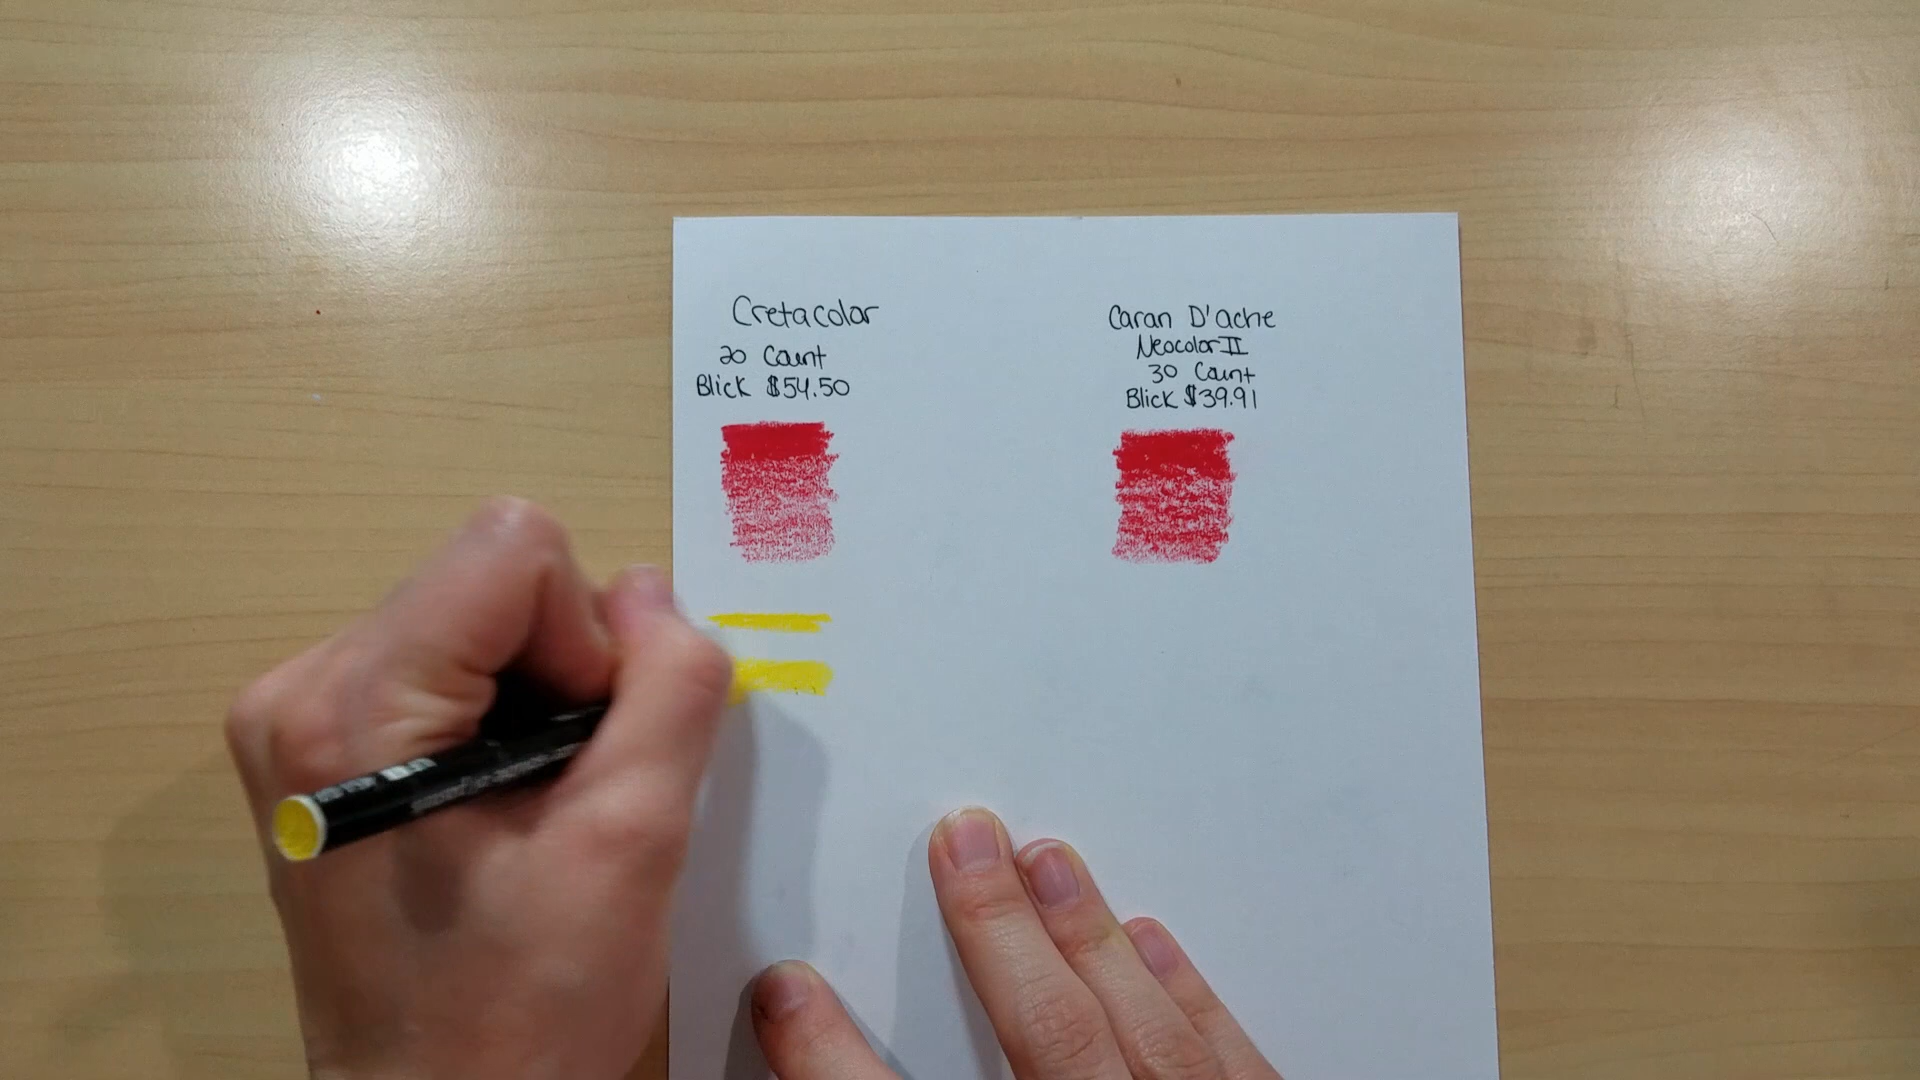 Cretacolor
20 Count
Blick $54.50
Caran D'ache
Neocolor II
30 Count
Blick $39.91